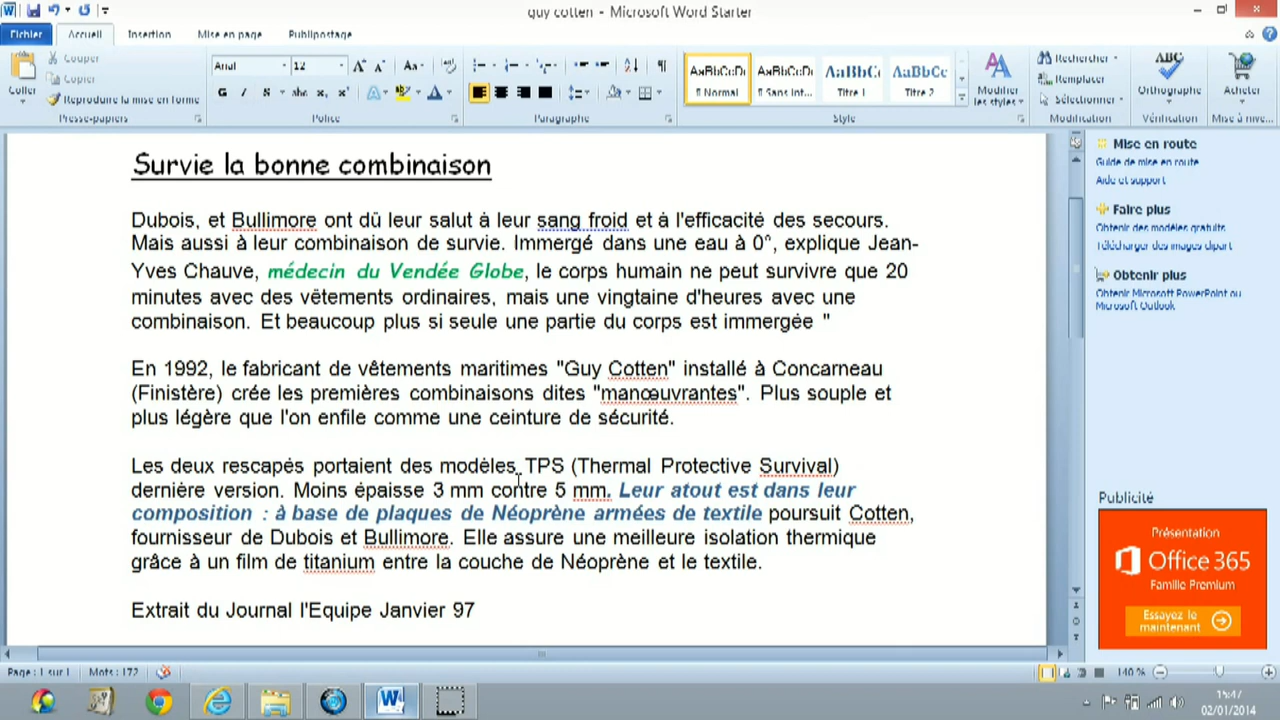 guy cotten - Microsoft Word Starter
Fichier Accueil Insertion Mise en page Publipostage
Coller
Couper
Copier
Reproduire la mise en forme
Presse-papiers
Arial 12
Police
Paragraphe
AaBbCcDc AaBbCcDc AaBbCc AaBbCc
¶ Normal ¶ Sans int... Titre 1 Titre 2
Modifier les styles
Style
Rechercher
Remplacer
Sélectionner
Modification
ABC
Orthographe
Vérification
Acheter
Mise à nive...
Survie la bonne combinaison
Dubois, et Bullimore ont dû leur salut à leur sang froid et à l'efficacité des secours.
Mais aussi à leur combinaison de survie. Immergé dans une eau à 0°, explique Jean-
Yves Chauve, médecin du Vendée Globe, le corps humain ne peut survivre que 20
minutes avec des vêtements ordinaires, mais une vingtaine d'heures avec une
combinaison. Et beaucoup plus si seule une partie du corps est immergée "
En 1992, le fabricant de vêtements maritimes "Guy Cotten" installé à Concarneau
(Finistère) crée les premières combinaisons dites "manœuvrantes". Plus souple et
plus légère que l'on enfile comme une ceinture de sécurité.
Les deux rescapés portaient des modèles TPS (Thermal Protective Survival)
dernière version. Moins épaisse 3 mm contre 5 mm. Leur atout est dans leur
composition : à base de plaques de Néoprène armées de textile poursuit Cotten,
fournisseur de Dubois et Bullimore. Elle assure une meilleure isolation thermique
grâce à un film de titanium entre la couche de Néoprène et le textile.
Extrait du Journal l'Equipe Janvier 97
Mise en route
Guide de mise en route
Aide et support
Faire plus
Obtenir des modèles gratuits
Télécharger des images clipart
Obtenir plus
Obtenir Microsoft PowerPoint ou
Microsoft Outlook
Publicité
Présentation
Office 365
Famille Premium
Essayez le
maintenant
Page : 1 sur 1 Mots : 172
140 %
15:47
02/01/2014